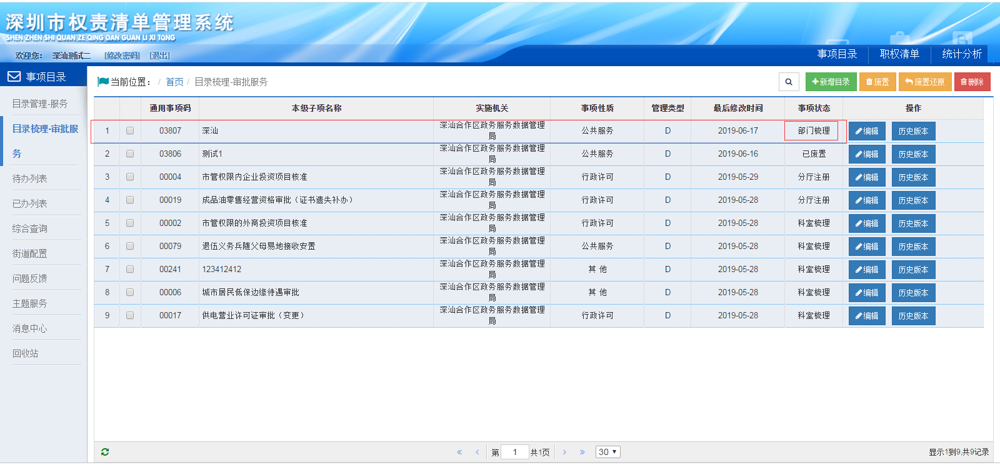 深圳市权责清单管理系统
SHEN ZHEN SHI QUAN ZE QING DAN GUAN LI XI TONG
欢迎您: 深汕测试二 [修改密码] [退出]
事项目录 职权清单 统计分析
事项目录
目录管理-服务
目录梳理-审批服
务
待办列表
已办列表
综合查询
街道配置
问题反馈
主题服务
消息中心
回收站
当前位置: / 首页 / 目录梳理-审批服务
新增目录 废置 废置还原 删除
通用事项码 本级子项名称 实施机关 事项性质 管理类型 最后修改时间 事项状态 操作
1 03807 深汕 深汕合作区政务服务数据管理
局 公共服务 D 2019-06-17 部门梳理 编辑 历史版本
2 03806 测试1 深汕合作区政务服务数据管理
局 公共服务 D 2019-06-16 已废置 编辑 历史版本
3 00004 市管权限内企业投资项目核准 深汕合作区政务服务数据管理
局 行政许可 D 2019-05-29 分厅注册 编辑 历史版本
4 00019 成品油零售经营资格审批（证书遗失补办） 深汕合作区政务服务数据管理
局 行政许可 D 2019-05-28 分厅注册 编辑 历史版本
5 00002 市管权限的外商投资项目核准 深汕合作区政务服务数据管理
局 行政许可 D 2019-05-28 科室梳理 编辑 历史版本
6 00079 退伍义务兵随父母易地接收安置 深汕合作区政务服务数据管理
局 公共服务 D 2019-05-28 科室梳理 编辑 历史版本
7 00241 123412412 深汕合作区政务服务数据管理
局 其 他 D 2019-05-28 科室梳理 编辑 历史版本
8 00006 城市居民低保边缘待遇审批 深汕合作区政务服务数据管理
局 其 他 D 2019-05-28 科室梳理 编辑 历史版本
9 00017 供电营业许可证审批（变更） 深汕合作区政务服务数据管理
局 行政许可 D 2019-05-28 科室梳理 编辑 历史版本
« ‹ 第 1 共1页 › » 30 显示1到9,共9记录